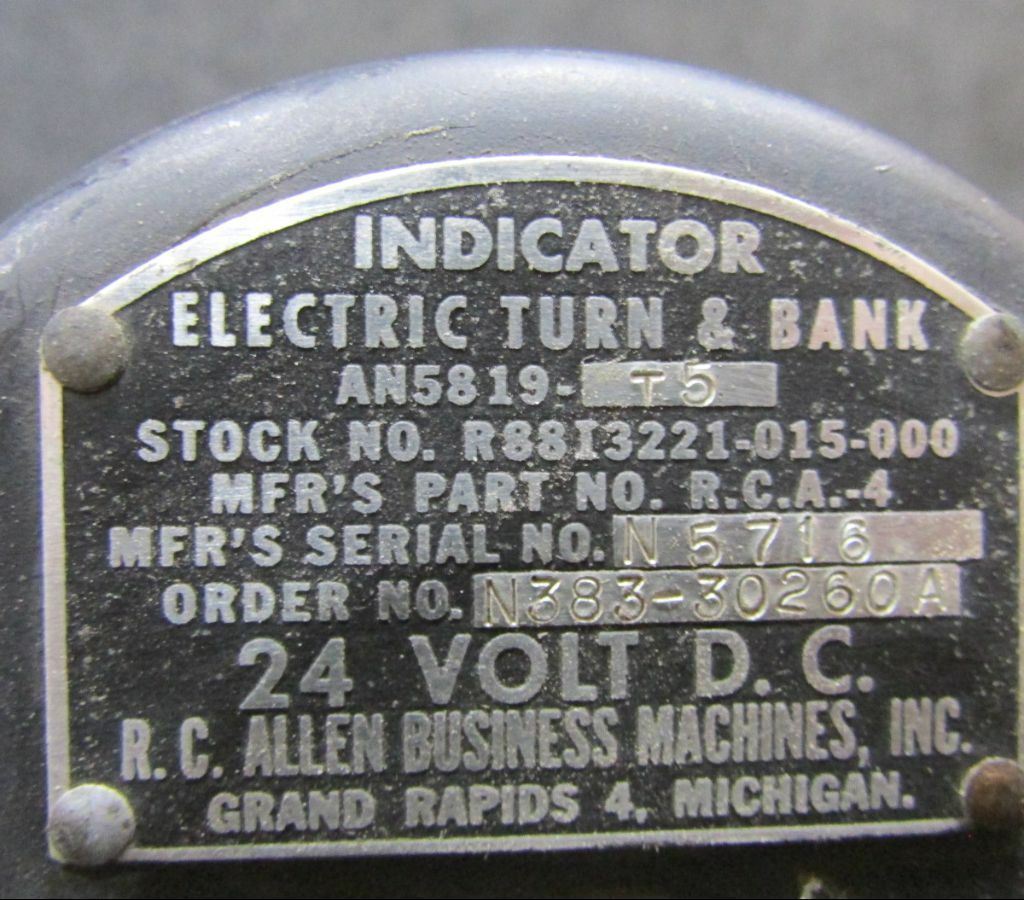 INDICATOR
ELECTRIC TURN & BANK
AN5819- T5
STOCK NO. R88I3221-015-000
MFR'S PART NO. R.C.A.-4
MFR'S SERIAL NO. N5716
ORDER NO. N383-30260A
24 VOLT D. C.
R. C. ALLEN BUSINESS MACHINES, INC.
GRAND RAPIDS 4, MICHIGAN.